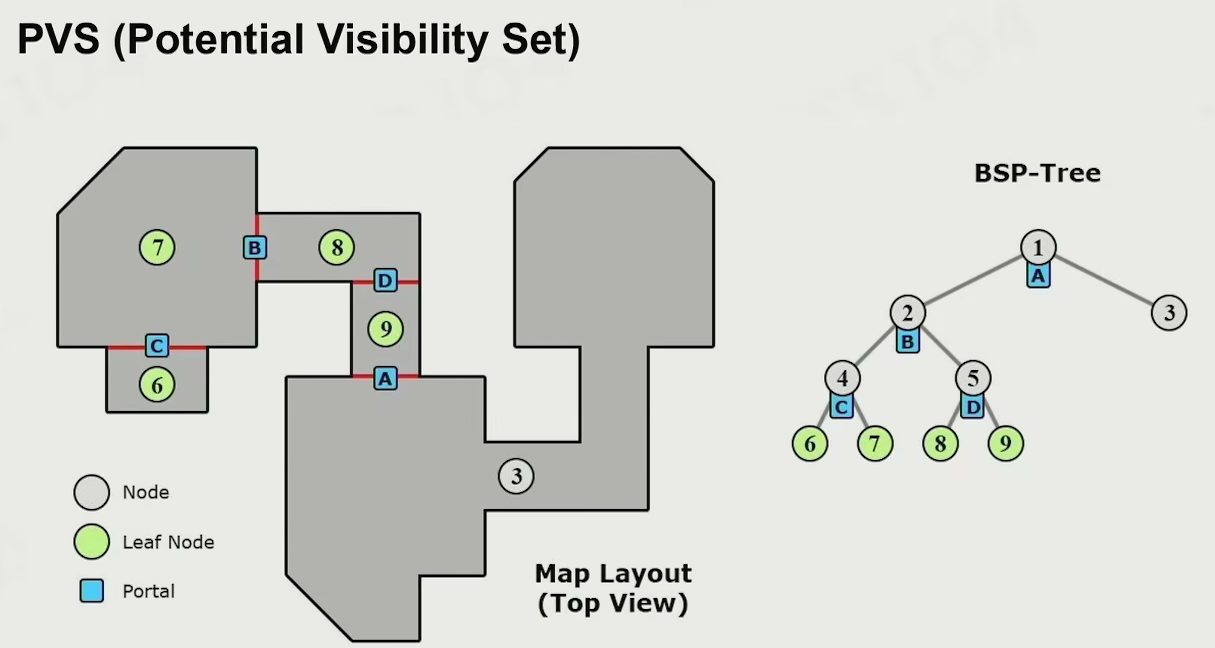 PVS (Potential Visibility Set)
BSP-Tree
7
B
8
1
A
D
9
2
3
B
C
A
6
4
5
C
D
6
7
8
9
3
Node
Leaf Node
Portal
Map Layout
(Top View)